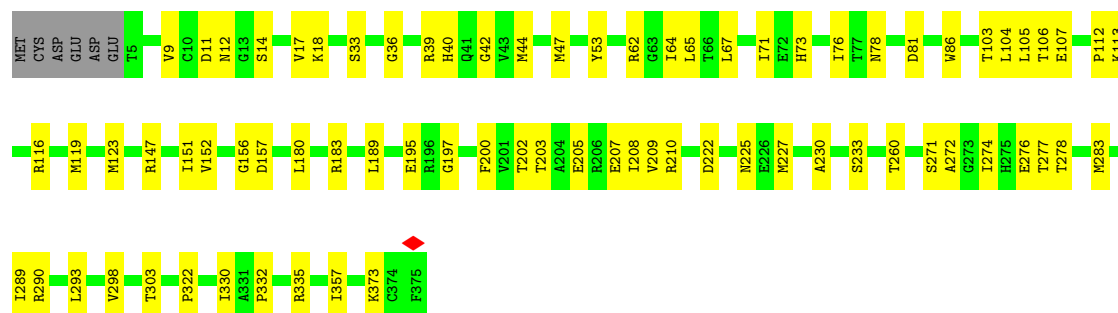 MET CYS ASP GLU ASP ASP GLU T5 V9 C10 D11 N12 G13 S14 V17 K18 S33 G36 R39 H40 Q41 G42 V43 M44 M47 Y53 R62 G63 I64 L65 T66 L67 I71 E72 H73 I76 T77 N78 D81 W86 T103 L104 L105 T106 E107 P112 K113
R116 M119 M123 R147 I151 V152 G156 D157 L180 R183 L189 E195 R196 G197 F200 V201 T202 T203 A204 E205 R206 E207 I208 V209 R210 D222 N225 E226 M227 A230 S233 T260 S271 A272 G273 I274 H275 E276 T277 T278 M283
I289 R290 L293 V298 T303 P322 I330 A331 P332 R335 I357 K373 C374 F375